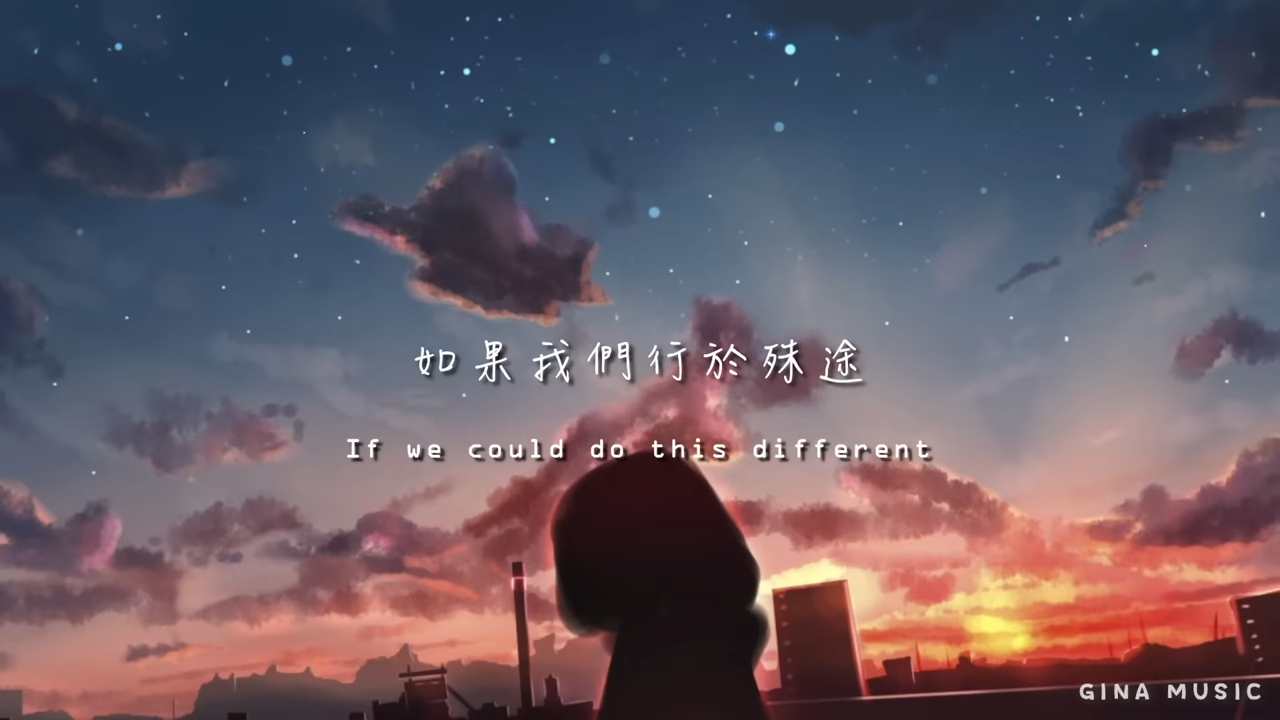 如果我們行於殊途
If we could do this different
GINA MUSIC